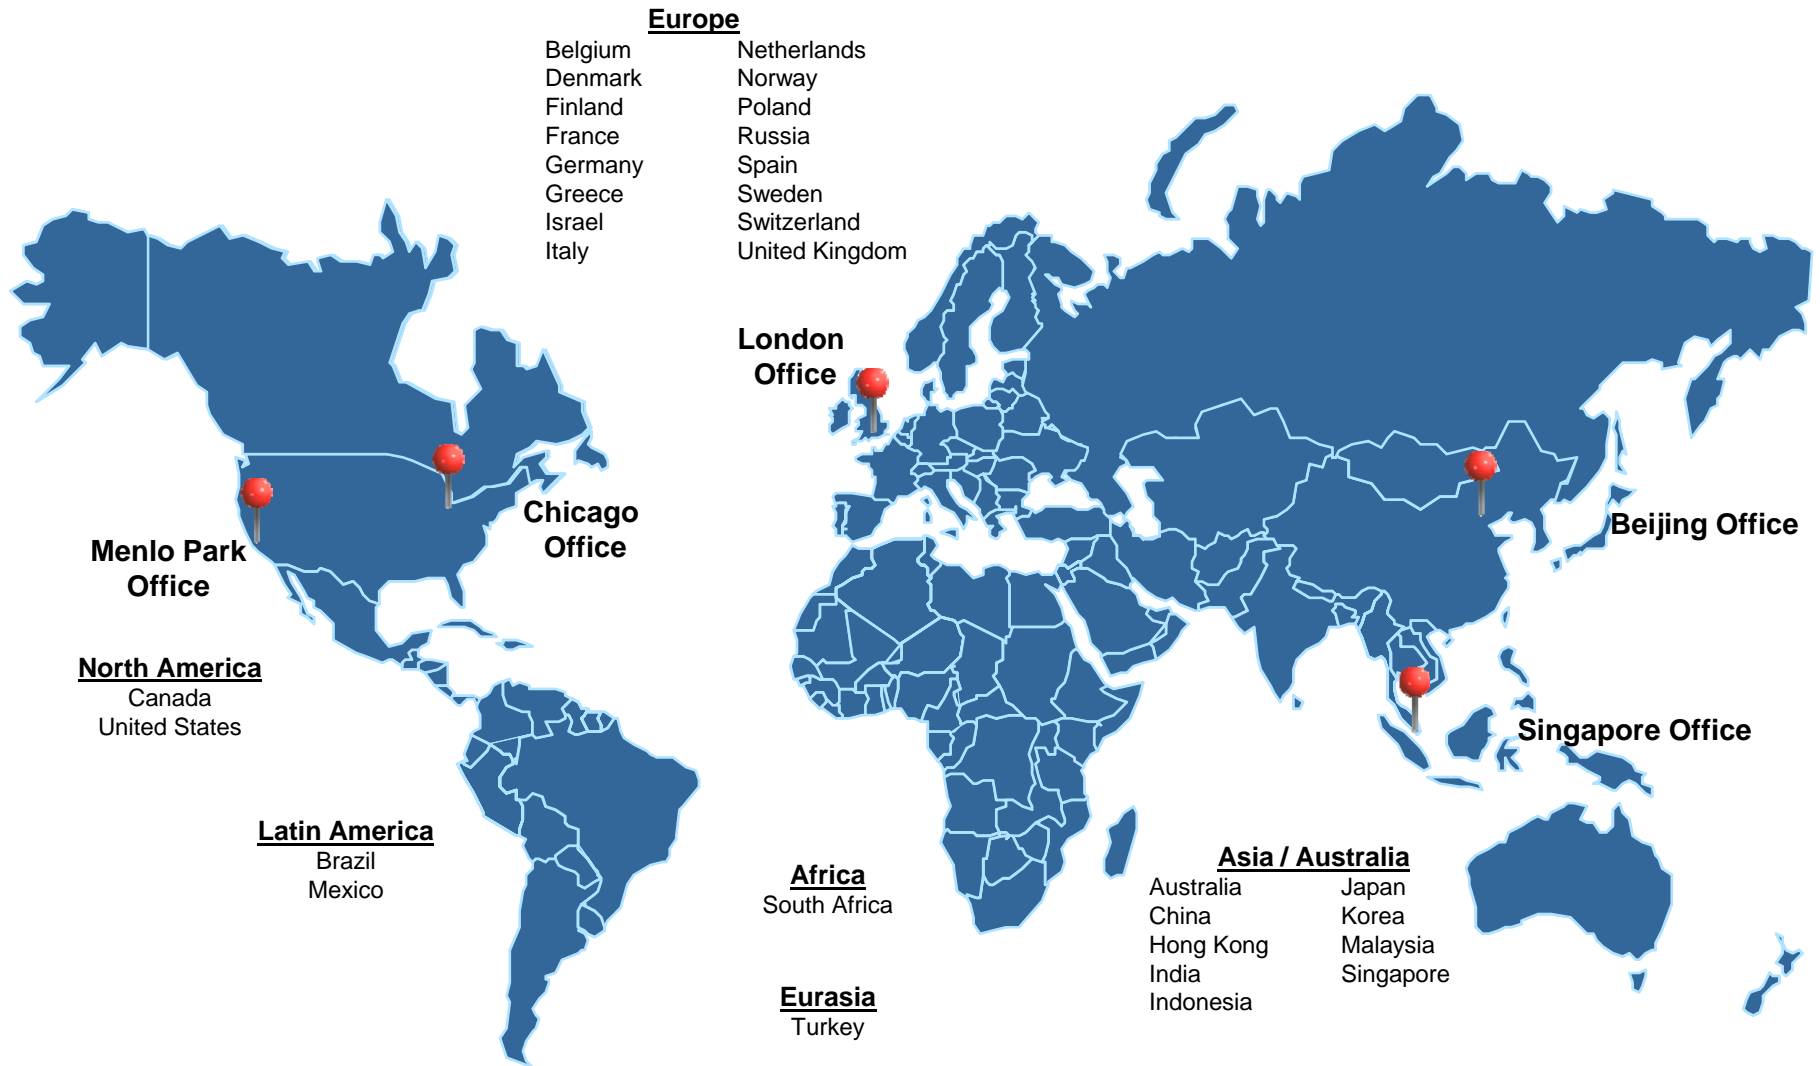 Europe
Belgium
Denmark
Finland
France
Germany
Greece
Israel
Italy
Netherlands
Norway
Poland
Russia
Spain
Sweden
Switzerland
United Kingdom
London
Office
Chicago
Office
Menlo Park
Office
Beijing Office
Singapore Office
North America
Canada
United States
Latin America
Brazil
Mexico
Africa
South Africa
Eurasia
Turkey
Asia / Australia
Australia
China
Hong Kong
India
Indonesia
Japan
Korea
Malaysia
Singapore